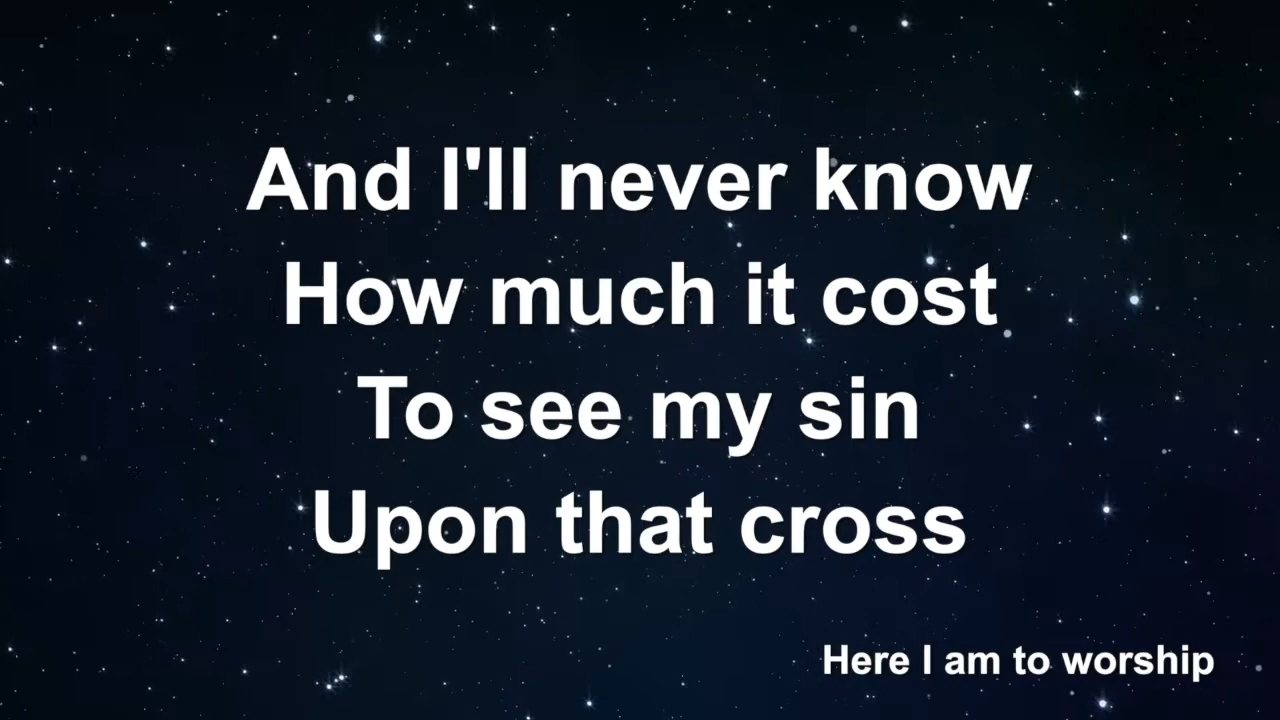 And I'll never know
How much it cost
To see my sin
Upon that cross
Here I am to worship